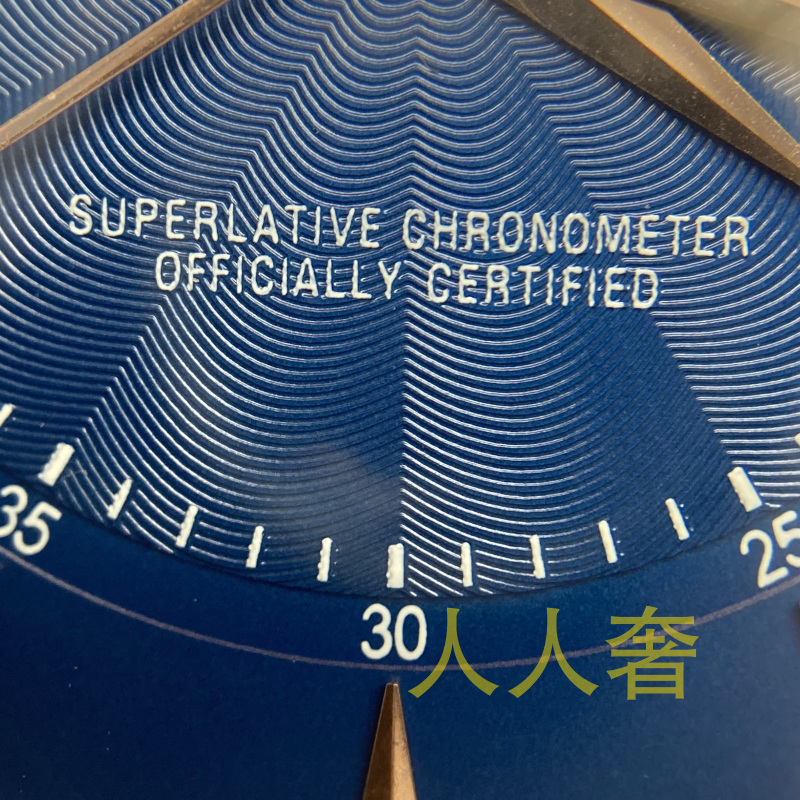 SUPERLATIVE CHRONOMETER
OFFICIALLY CERTIFIED
35
25
30
人人奢